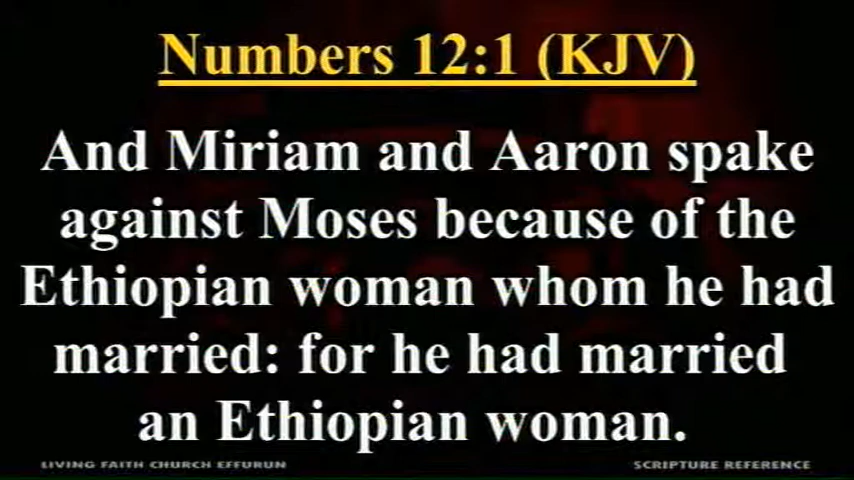 Numbers 12:1 (KJV)
And Miriam and Aaron spake
against Moses because of the
Ethiopian woman whom he had
married: for he had married
an Ethiopian woman.
LIVING FAITH CHURCH EFFURUN
SCRIPTURE REFERENCE